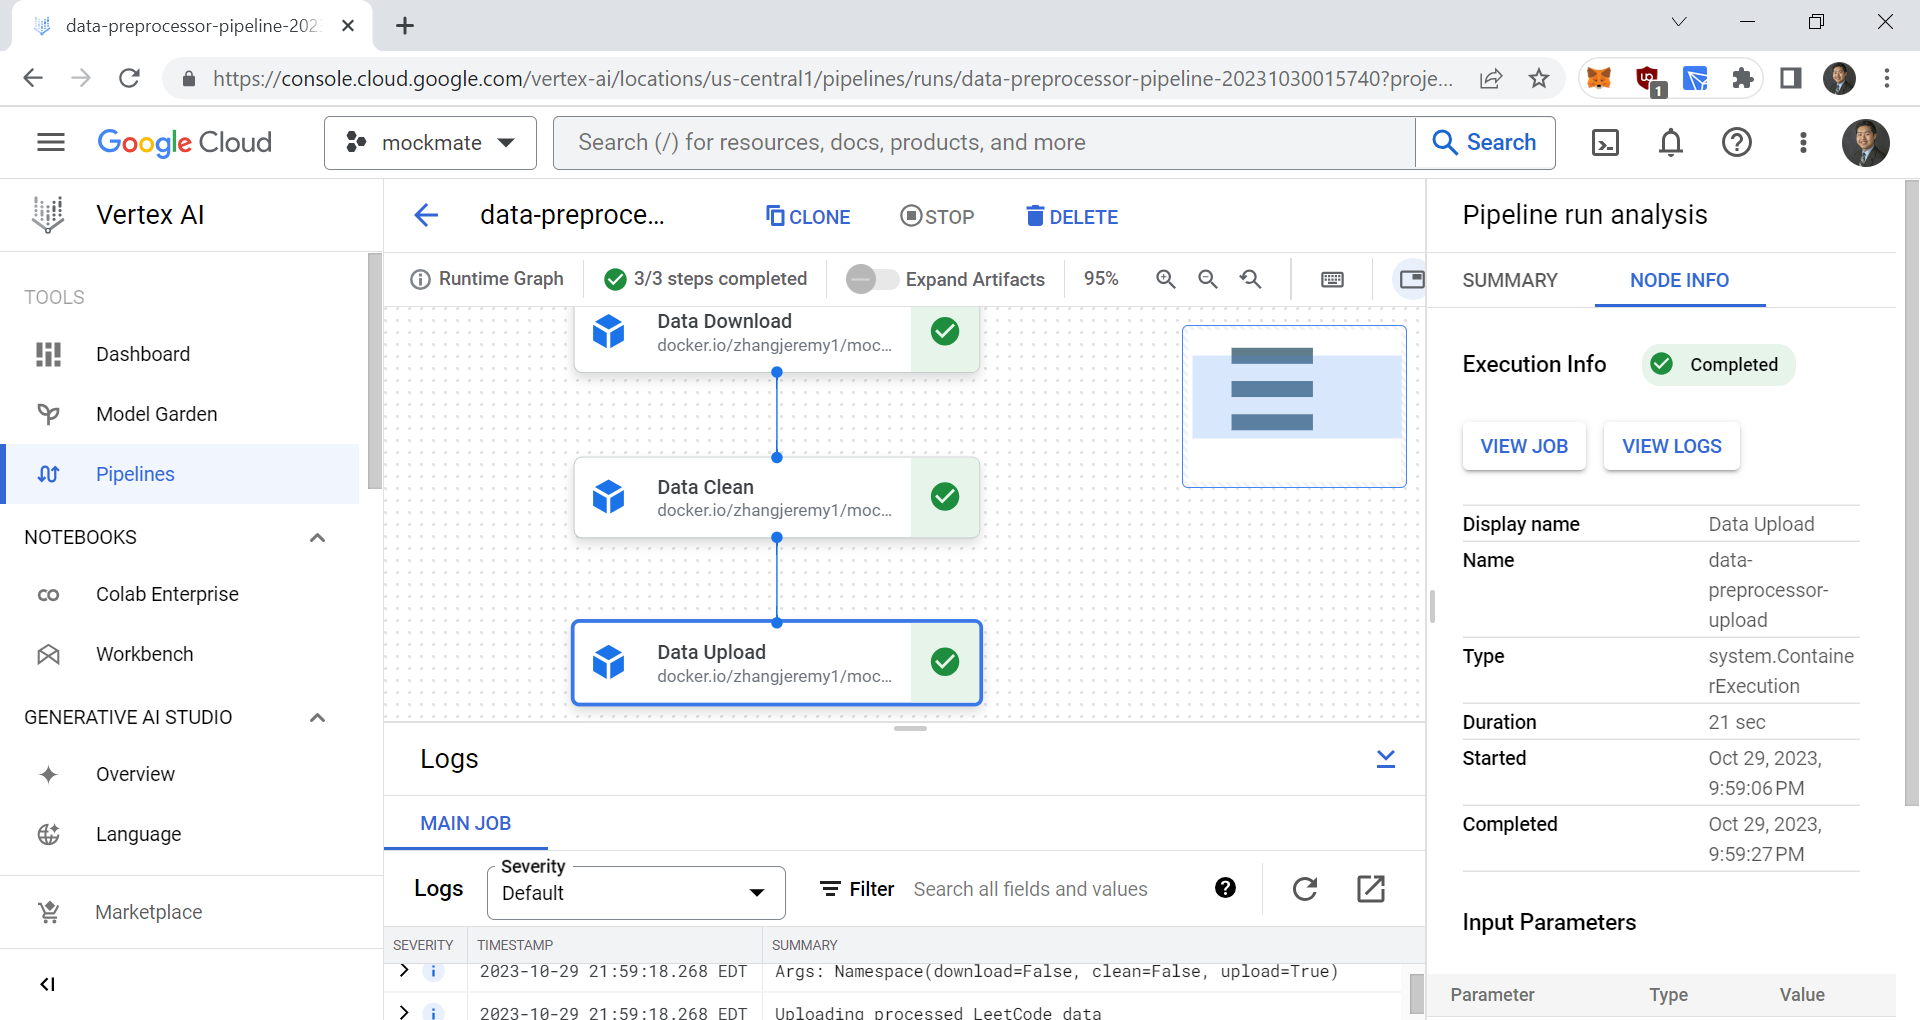 data-preprocessor-pipeline-202
https://console.cloud.google.com/vertex-ai/locations/us-central1/pipelines/runs/data-preprocessor-pipeline-20231030015740?proje...
1
Google Cloud
mockmate
Search (/) for resources, docs, products, and more
Search
Vertex AI
data-preproce...
CLONE
STOP
DELETE
Pipeline run analysis
Runtime Graph
3/3 steps completed
Expand Artifacts
95%
SUMMARY
NODE INFO
TOOLS
Dashboard
Model Garden
Pipelines
NOTEBOOKS
Colab Enterprise
Workbench
GENERATIVE AI STUDIO
Overview
Language
Marketplace
Data Download
docker.io/zhangjeremy1/moc...
Data Clean
docker.io/zhangjeremy1/moc...
Data Upload
docker.io/zhangjeremy1/moc...
Logs
MAIN JOB
Logs
Severity
Default
Filter
Search all fields and values
SEVERITY
TIMESTAMP
SUMMARY
2023-10-29 21:59:18.268 EDT
Args: Namespace(download=False, clean=False, upload=True)
2023-10-29 21:59:18.268 EDT
Uploading processed LeetCode data
Execution Info
Completed
VIEW JOB
VIEW LOGS
Display name
Data Upload
Name
data-
preprocessor-
upload
Type
system.Containe
rExecution
Duration
21 sec
Started
Oct 29, 2023,
9:59:06 PM
Completed
Oct 29, 2023,
9:59:27 PM
Input Parameters
Parameter
Type
Value